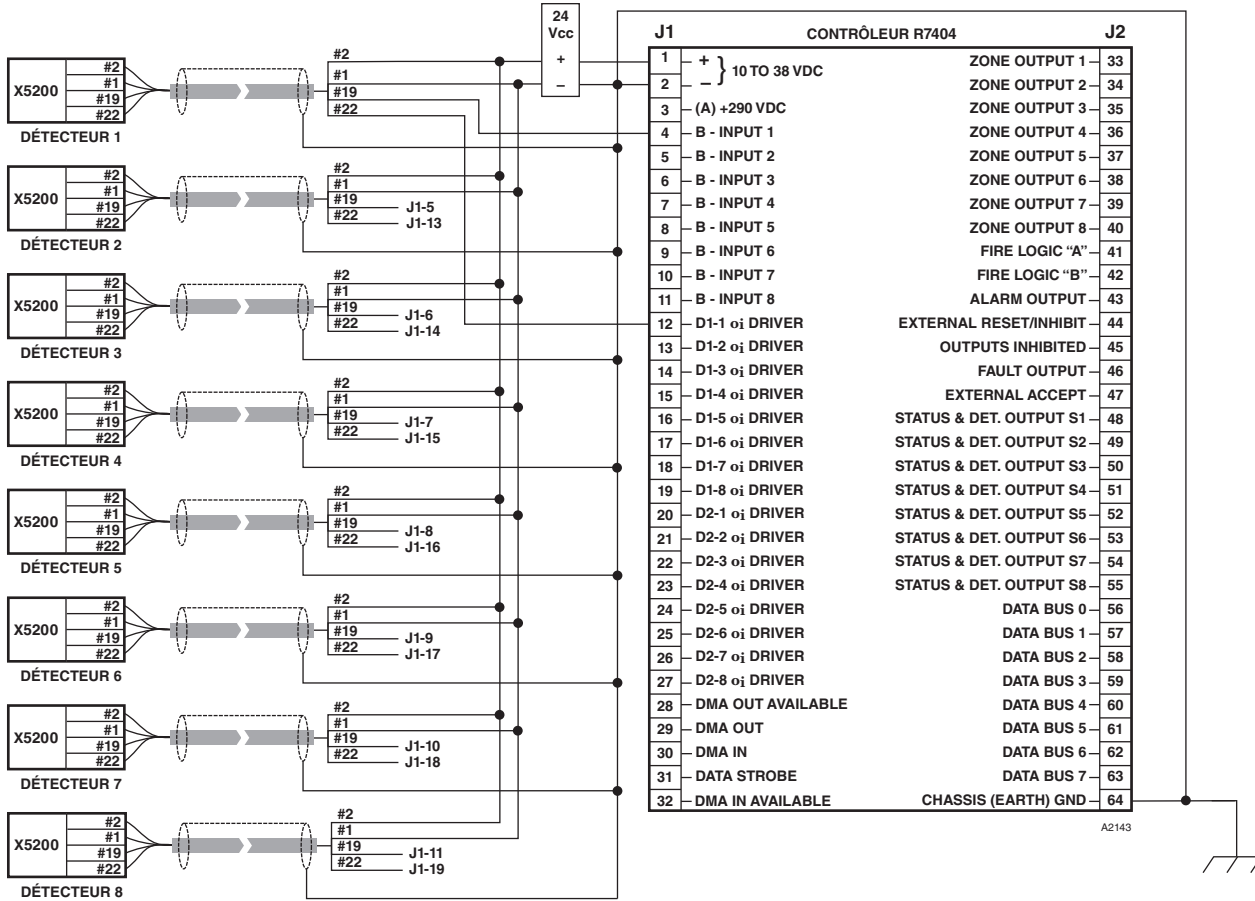 24
Vcc
+
–
X5200
#2
#1
#19
#22
DÉTECTEUR 1
#2
#1
#19
#22
X5200
#2
#1
#19
#22
DÉTECTEUR 2
#2
#1
#19
#22
J1-5
J1-13
X5200
#2
#1
#19
#22
DÉTECTEUR 3
#2
#1
#19
#22
J1-6
J1-14
X5200
#2
#1
#19
#22
DÉTECTEUR 4
#2
#1
#19
#22
J1-7
J1-15
X5200
#2
#1
#19
#22
DÉTECTEUR 5
#2
#1
#19
#22
J1-8
J1-16
X5200
#2
#1
#19
#22
DÉTECTEUR 6
#2
#1
#19
#22
J1-9
J1-17
X5200
#2
#1
#19
#22
DÉTECTEUR 7
#2
#1
#19
#22
J1-10
J1-18
X5200
#2
#1
#19
#22
DÉTECTEUR 8
#2
#1
#19
#22
J1-11
J1-19
J1 CONTRÔLEUR R7404 J2
1 + } 10 TO 38 VDC ZONE OUTPUT 1 33
2 – ZONE OUTPUT 2 34
3 (A) +290 VDC ZONE OUTPUT 3 35
4 B - INPUT 1 ZONE OUTPUT 4 36
5 B - INPUT 2 ZONE OUTPUT 5 37
6 B - INPUT 3 ZONE OUTPUT 6 38
7 B - INPUT 4 ZONE OUTPUT 7 39
8 B - INPUT 5 ZONE OUTPUT 8 40
9 B - INPUT 6 FIRE LOGIC “A” 41
10 B - INPUT 7 FIRE LOGIC “B” 42
11 B - INPUT 8 ALARM OUTPUT 43
12 D1-1 oi DRIVER EXTERNAL RESET/INHIBIT 44
13 D1-2 oi DRIVER OUTPUTS INHIBITED 45
14 D1-3 oi DRIVER FAULT OUTPUT 46
15 D1-4 oi DRIVER EXTERNAL ACCEPT 47
16 D1-5 oi DRIVER STATUS & DET. OUTPUT S1 48
17 D1-6 oi DRIVER STATUS & DET. OUTPUT S2 49
18 D1-7 oi DRIVER STATUS & DET. OUTPUT S3 50
19 D1-8 oi DRIVER STATUS & DET. OUTPUT S4 51
20 D2-1 oi DRIVER STATUS & DET. OUTPUT S5 52
21 D2-2 oi DRIVER STATUS & DET. OUTPUT S6 53
22 D2-3 oi DRIVER STATUS & DET. OUTPUT S7 54
23 D2-4 oi DRIVER STATUS & DET. OUTPUT S8 55
24 D2-5 oi DRIVER DATA BUS 0 56
25 D2-6 oi DRIVER DATA BUS 1 57
26 D2-7 oi DRIVER DATA BUS 2 58
27 D2-8 oi DRIVER DATA BUS 3 59
28 DMA OUT AVAILABLE DATA BUS 4 60
29 DMA OUT DATA BUS 5 61
30 DMA IN DATA BUS 6 62
31 DATA STROBE DATA BUS 7 63
32 DMA IN AVAILABLE CHASSIS (EARTH) GND 64
A2143